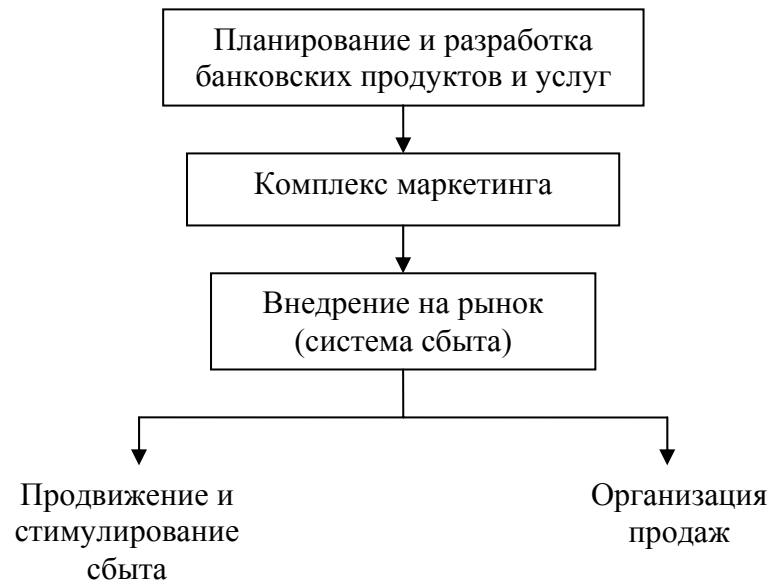 Планирование и разработка
банковских продуктов и услуг
Комплекс маркетинга
Внедрение на рынок
(система сбыта)
Продвижение и
стимулирование
сбыта
Организация
продаж